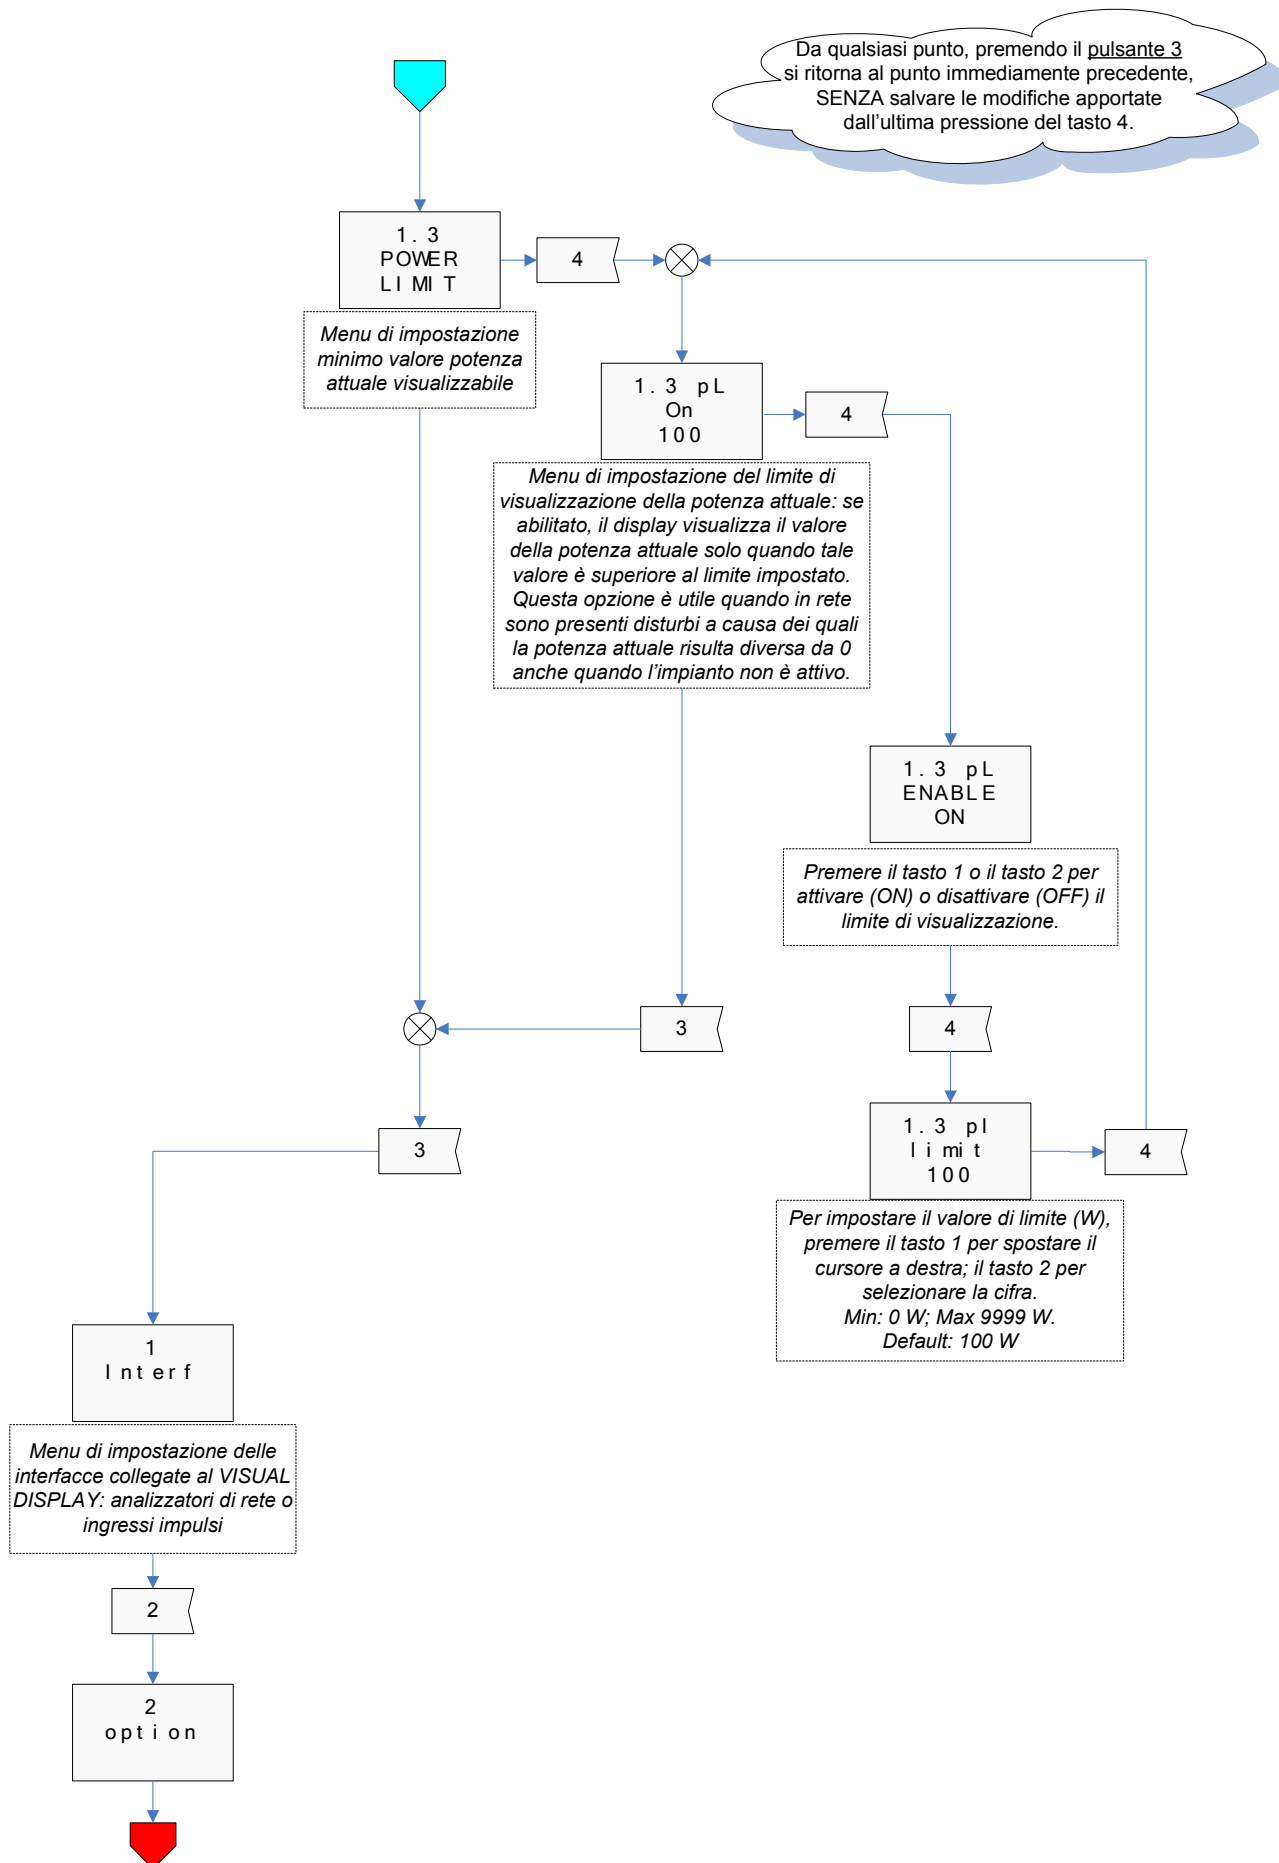 Da qualsiasi punto, premendo il pulsante 3
si ritorna al punto immediamente precedente,
SENZA salvare le modifiche apportate
dall'ultima pressione del tasto 4.
1. 3
POWER
LIMIT
4
Menu di impostazione
minimo valore potenza
attuale visualizzabile
1. 3 pL
On
100
4
Menu di impostazione del limite di
visualizzazione della potenza attuale: se
abilitato, il display visualizza il valore
della potenza attuale solo quando tale
valore è superiore al limite impostato.
Questa opzione è utile quando in rete
sono presenti disturbi a causa dei quali
la potenza attuale risulta diversa da 0
anche quando l'impianto non è attivo.
1. 3 pL
ENABLE
ON
Premere il tasto 1 o il tasto 2 per
attivare (ON) o disattivare (OFF) il
limite di visualizzazione.
3
4
3
1. 3 pl
limit
100
4
Per impostare il valore di limite (W),
premere il tasto 1 per spostare il
cursore a destra; il tasto 2 per
selezionare la cifra.
Min: 0 W; Max 9999 W.
Default: 100 W
1
Interf
Menu di impostazione delle
interfacce collegate al VISUAL
DISPLAY: analizzatori di rete o
ingressi impulsi
2
2
option